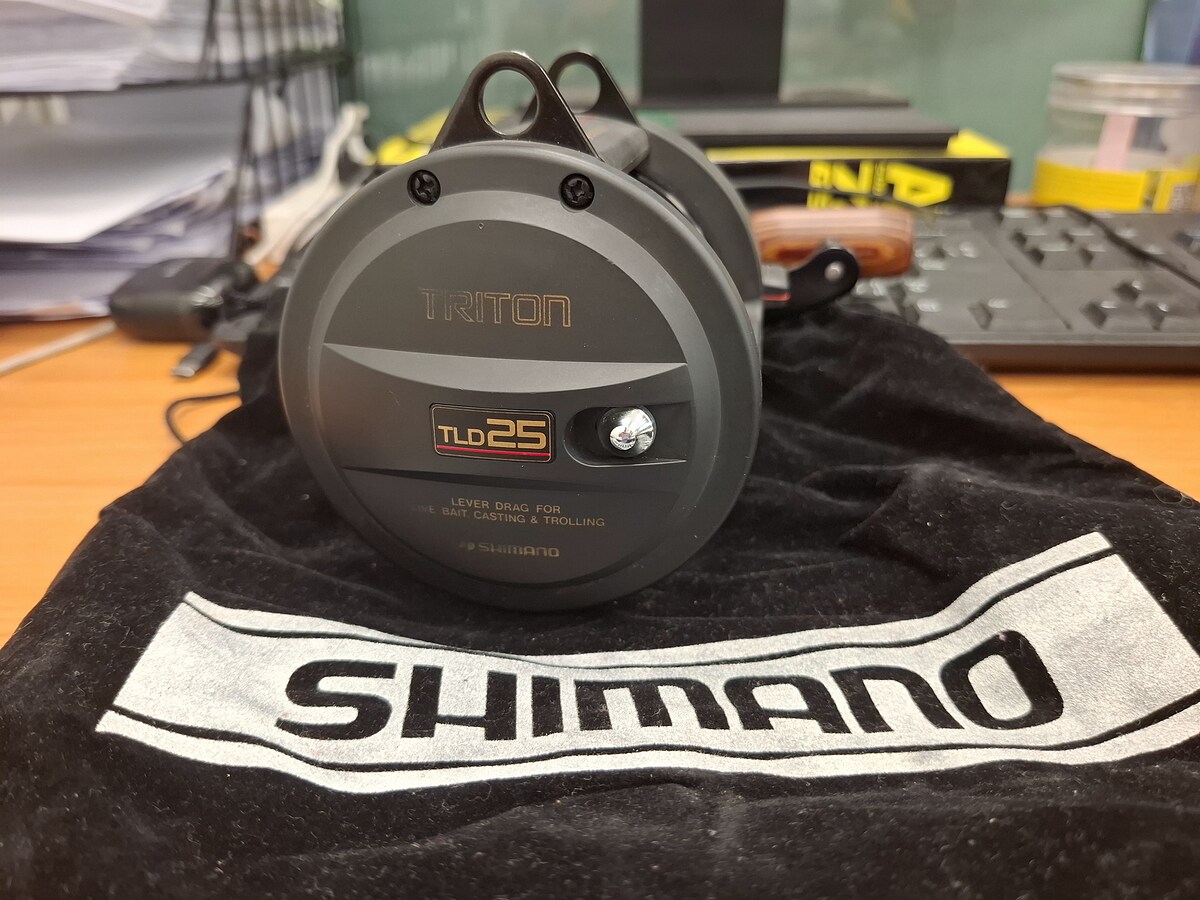 TRITON
TLD25
LEVER DRAG FOR
BAIT CASTING & TROLLING
SHIMANO
SHIMANO